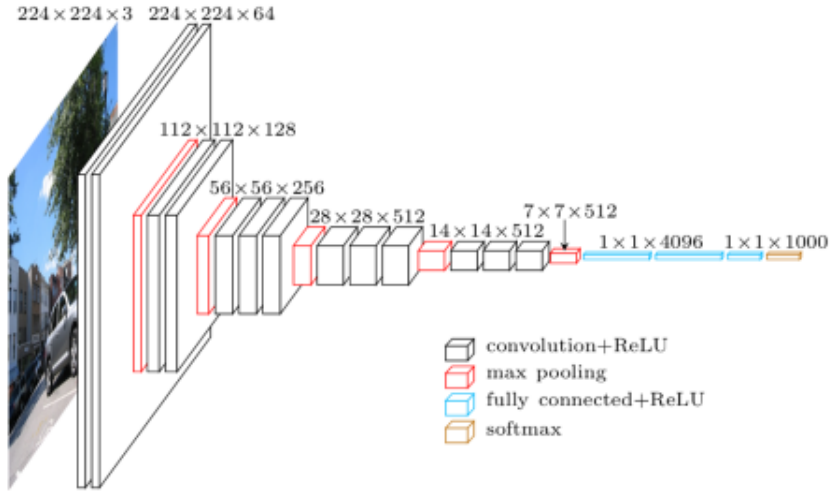 224×224×3
224×224×64
112×112×128
56×56×256
28×28×512
14×14×512
7×7×512
1×1×4096
1×1×1000
convolution+ReLU
max pooling
fully connected+ReLU
softmax